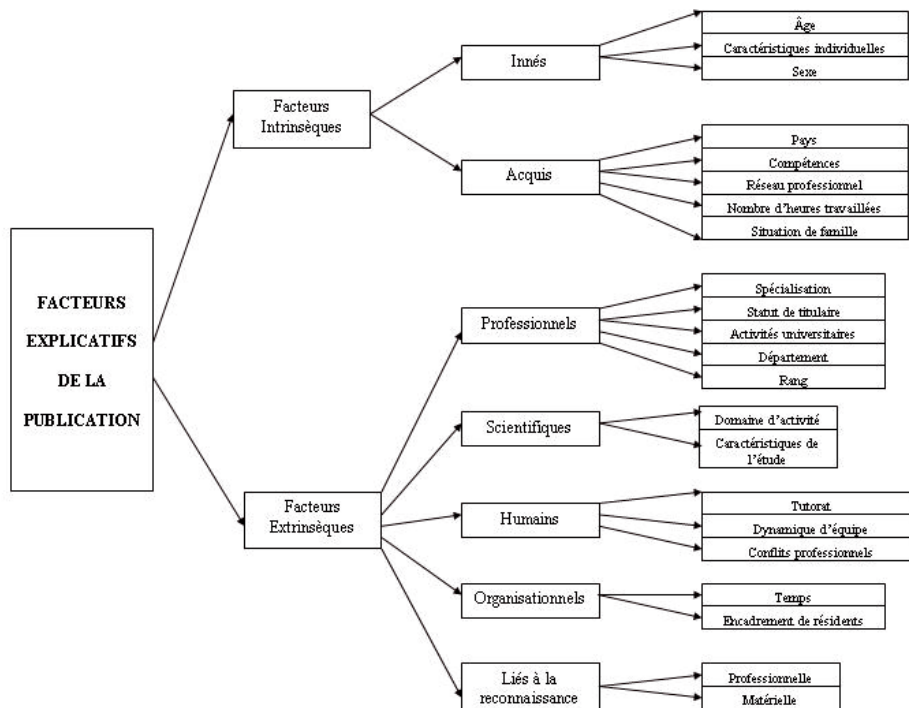 FACTEURS
EXPLICATIFS
DE LA
PUBLICATION
Facteurs
Intrinsèques
Innés
Âge
Caractéristiques individuelles
Sexe
Acquis
Pays
Compétences
Réseau professionnel
Nombre d'heures travaillées
Situation de famille
Facteurs
Extrinsèques
Professionnels
Spécialisation
Statut de titulaire
Activités universitaires
Département
Rang
Scientifiques
Domaine d'activité
Caractéristiques de
l'étude
Humains
Tutorat
Dynamique d'équipe
Conflits professionnels
Organisationnels
Temps
Encadrement de résidents
Liés à la
reconnaissance
Professionnelle
Matérielle